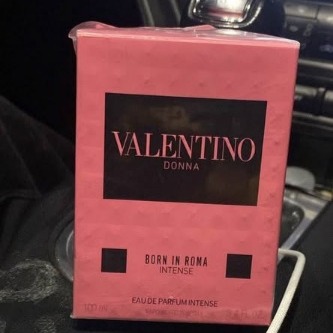 VALENTINO
DONNA
BORN IN ROMA
INTENSE
EAU DE PARFUM INTENSE